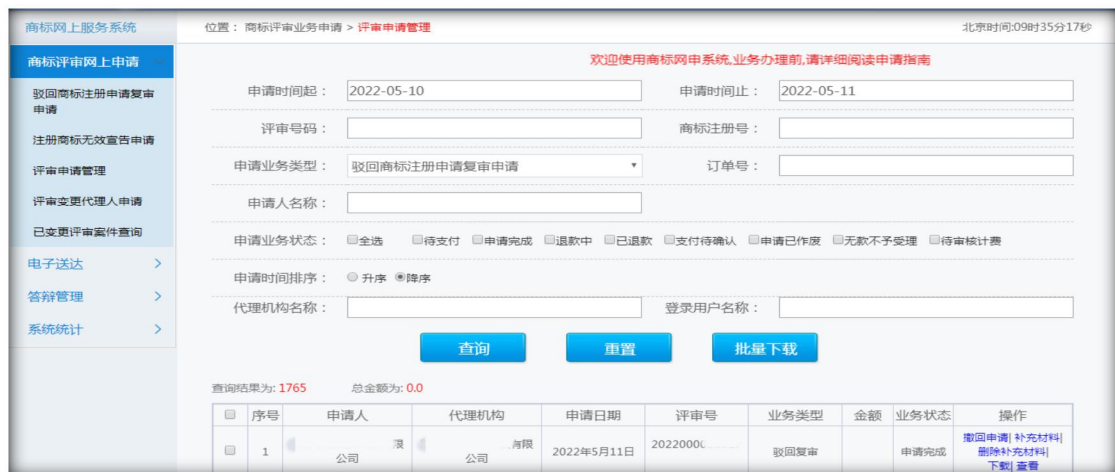 商标网上服务系统
位置： 商标评审业务申请 > 评审申请管理
北京时间:09时35分17秒
商标评审网上申请
驳回商标注册申请复审
申请
注册商标无效宣告申请
评审申请管理
评审变更代理人申请
已变更评审案件查询
电子送达
答辩管理
系统统计
欢迎使用商标网申系统,业务办理前,请详细阅读申请指南
申请时间起： 2022-05-10 申请时间止： 2022-05-11
评审号码： 商标注册号：
申请业务类型： 驳回商标注册申请复审申请 订单号：
申请人名称：
申请业务状态： 全选 待支付 申请完成 退款中 已退款 支付待确认 申请已作废 无款不予受理 待审核计费
申请时间排序： 升序 降序
代理机构名称： 登录用户名称：
查询 重置 批量下载
查询结果为: 1765 总金额为: 0.0
序号 申请人 代理机构 申请日期 评审号 业务类型 金额 业务状态 操作
1 限公司 有限公司 2022年5月11日 2022000 驳回复审 申请完成 撤回申请| 补充材料|
删除补充材料|
下载| 查看